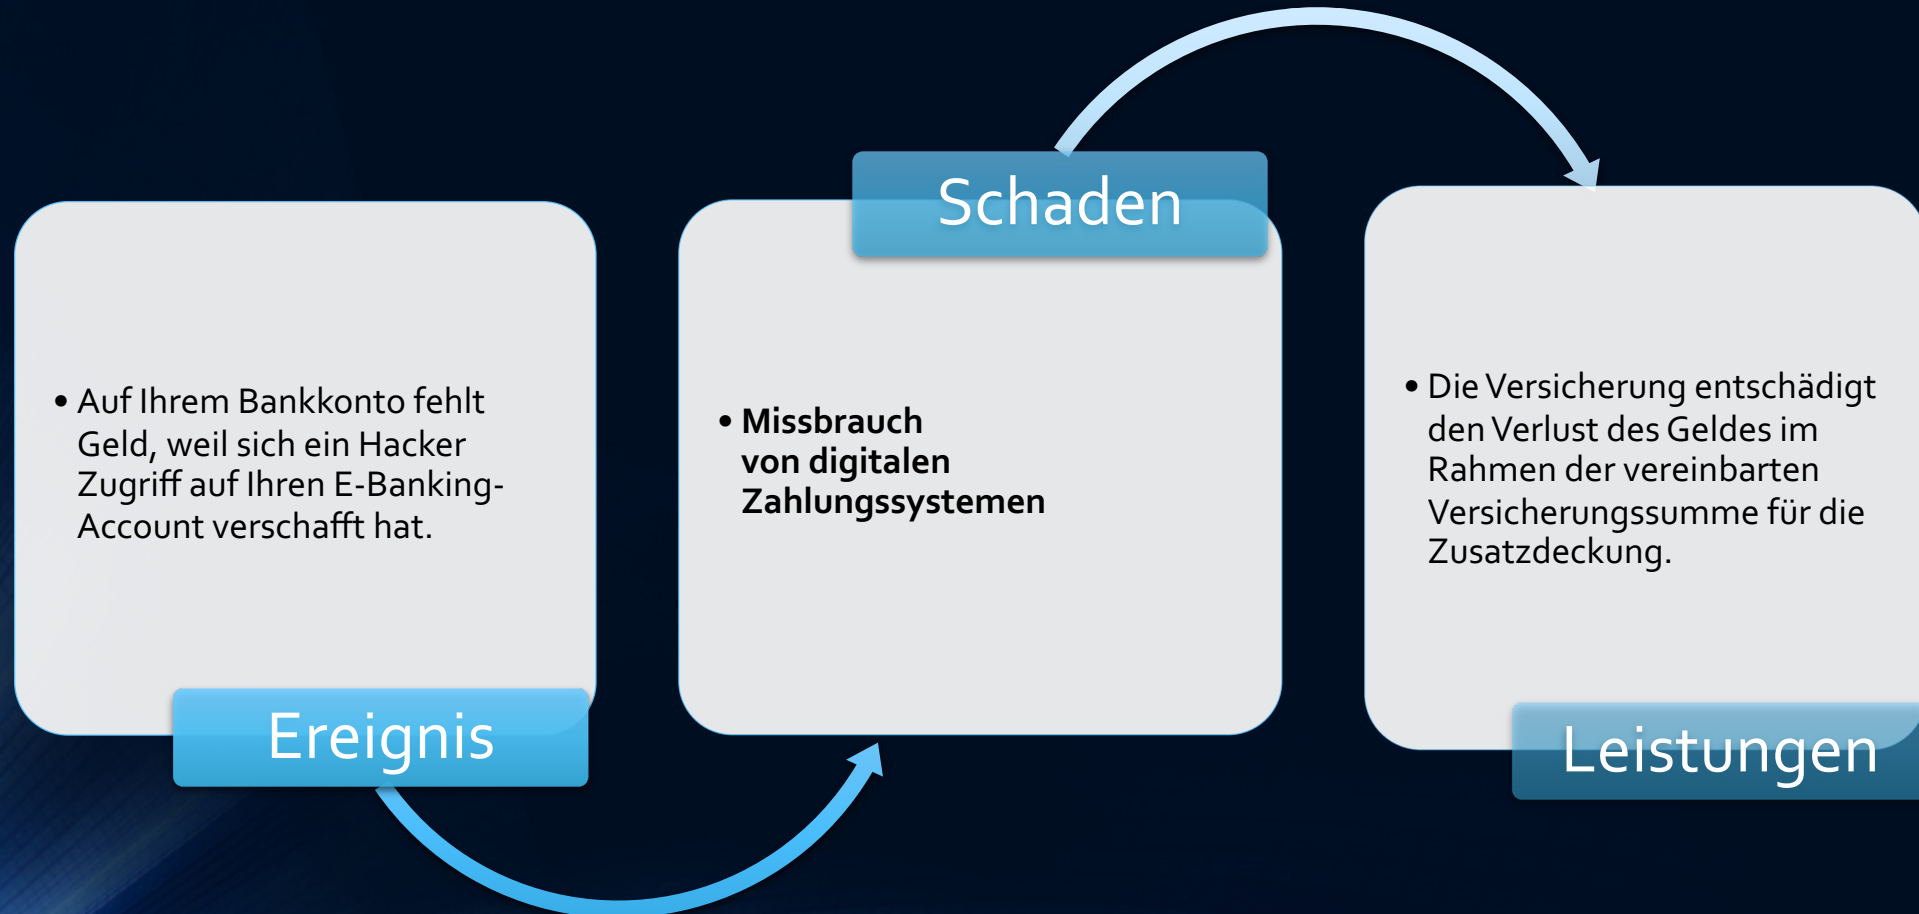 • Auf Ihrem Bankkonto fehlt
Geld, weil sich ein Hacker
Zugriff auf Ihren E-Banking-
Account verschafft hat.
Ereignis
Schaden
• Missbrauch
von digitalen
Zahlungssystemen
• Die Versicherung entschädigt
den Verlust des Geldes im
Rahmen der vereinbarten
Versicherungssumme für die
Zusatzdeckung.
Leistungen